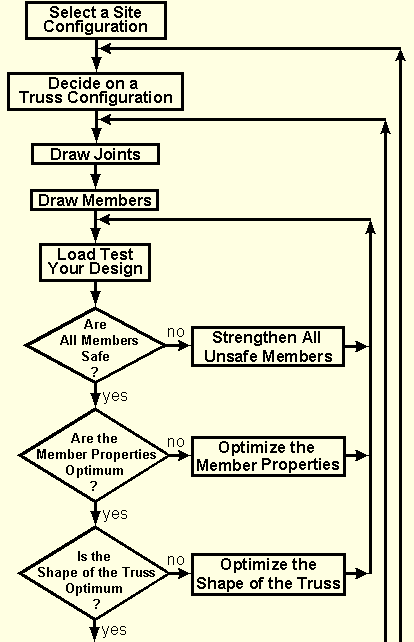 Select a Site
Configuration
Decide on a
Truss Configuration
Draw Joints
Draw Members
Load Test
Your Design
Are
All Members
Safe
?
no
Strengthen All
Unsafe Members
yes
Are the
Member Properties
Optimum
?
no
Optimize the
Member Properties
yes
Is the
Shape of the Truss
Optimum
?
no
Optimize the
Shape of the Truss
yes